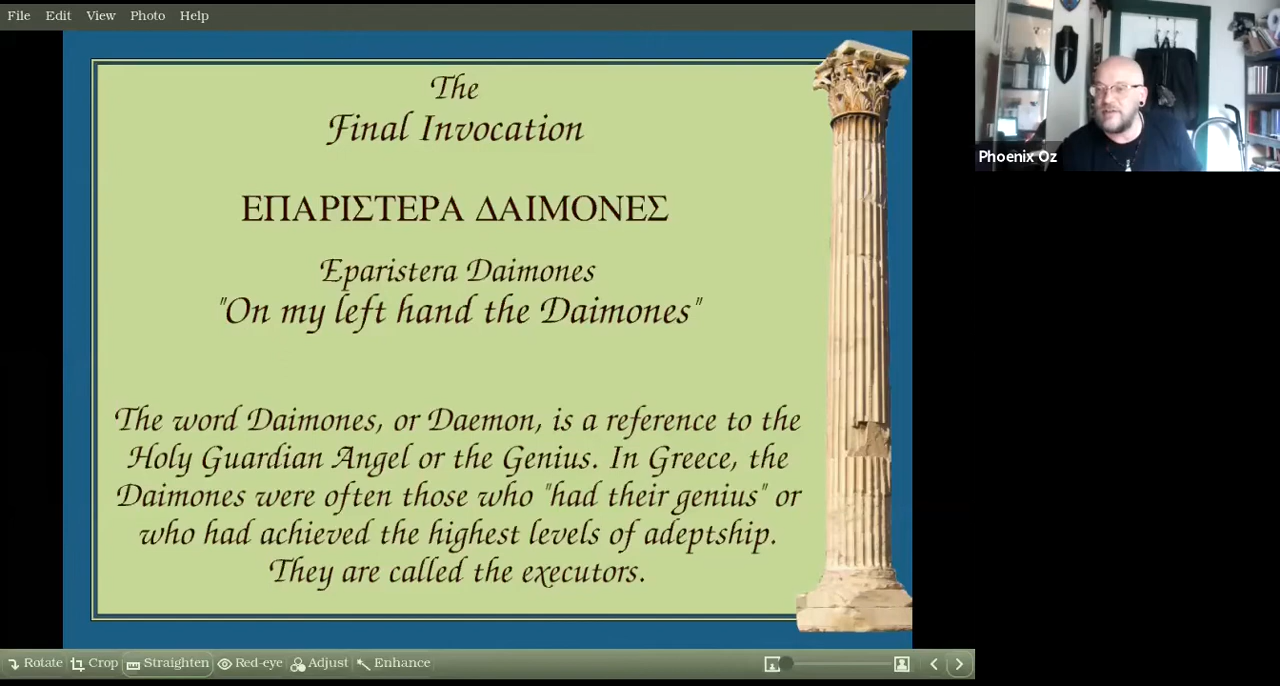 File Edit View Photo Help
The
Final Invocation
ΕΠΑΡΙΣΤΕΡΑ ΔΑΙΜΟΝΕΣ
Eparistera Daimones
"On my left hand the Daimones"
The word Daimones, or Daemon, is a reference to the
Holy Guardian Angel or the Genius. In Greece, the
Daimones were often those who "had their genius" or
who had achieved the highest levels of adeptship.
They are called the executors.
Rotate Crop Straighten Red-eye Adjust Enhance
Phoenix Oz